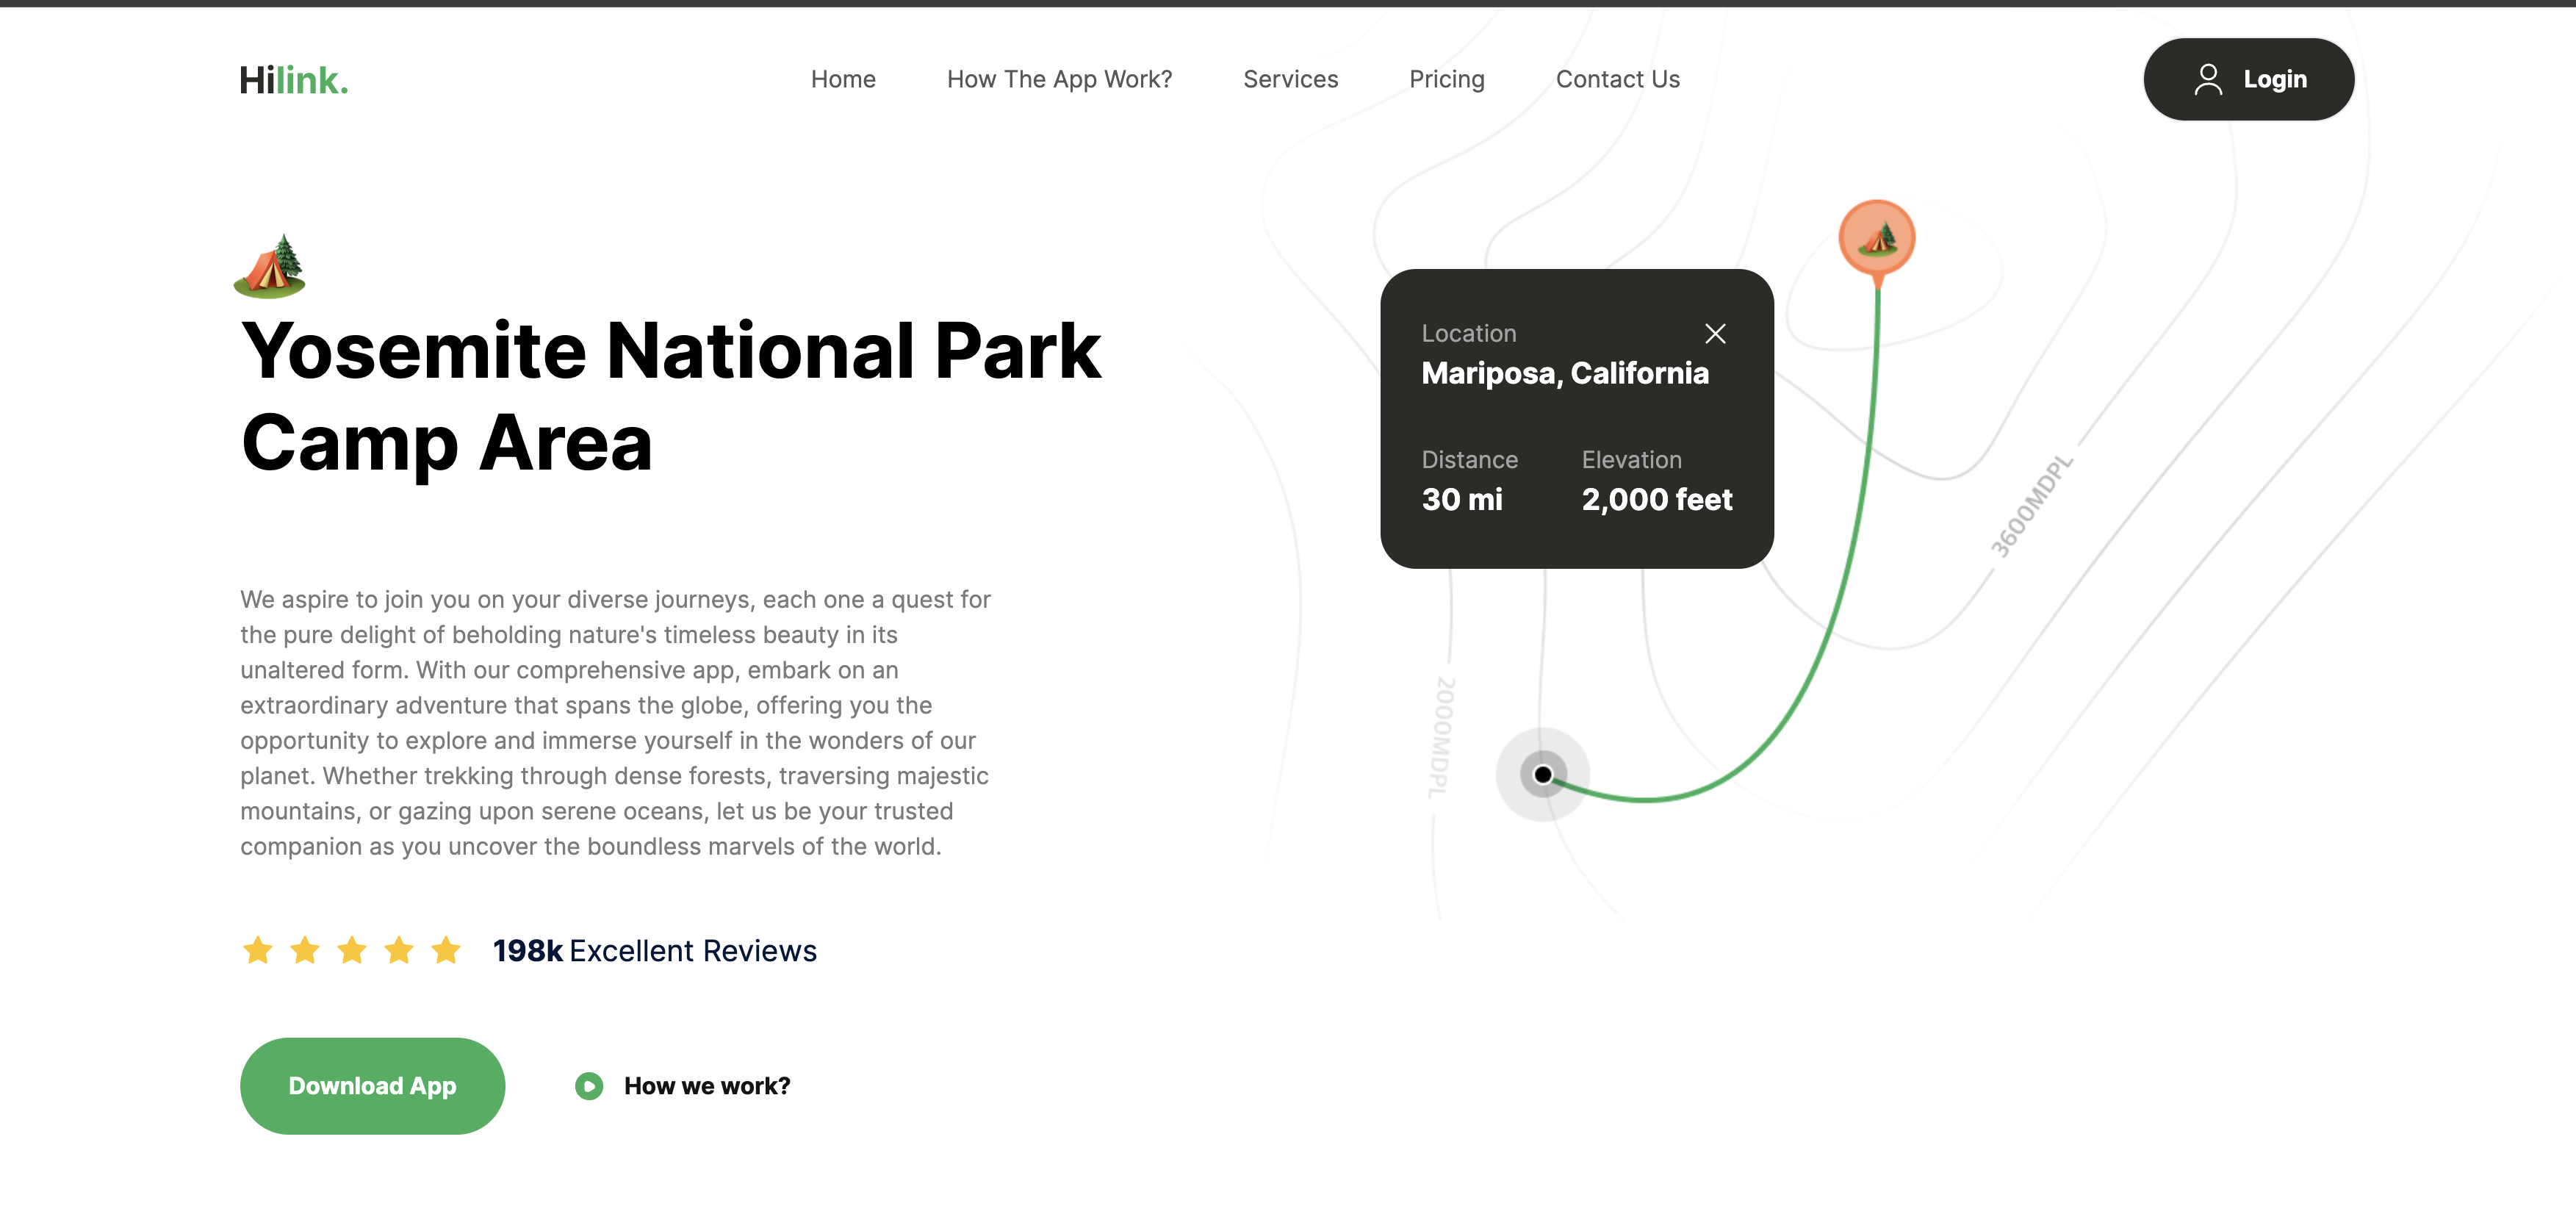 Hilink.
Home
How The App Work?
Services
Pricing
Contact Us
Login
Yosemite National Park
Camp Area
We aspire to join you on your diverse journeys, each one a quest for
the pure delight of beholding nature's timeless beauty in its
unaltered form. With our comprehensive app, embark on an
extraordinary adventure that spans the globe, offering you the
opportunity to explore and immerse yourself in the wonders of our
planet. Whether trekking through dense forests, traversing majestic
mountains, or gazing upon serene oceans, let us be your trusted
companion as you uncover the boundless marvels of the world.
198k Excellent Reviews
Download App
How we work?
Location
Mariposa, California
Distance
30 mi
Elevation
2,000 feet
3600MDPL
2000MDPL